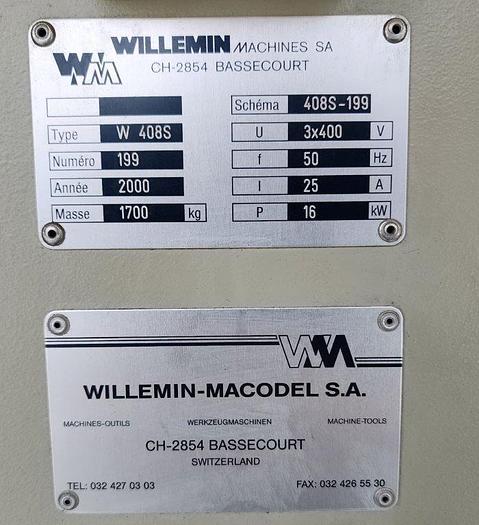 WM WILLEMIN MACHINES SA
CH-2854 BASSECOURT
Schéma 408S-199
Type W 408S
U 3x400 V
Numéro 199
f 50 Hz
Année 2000
I 25 A
Masse 1700 kg
P 16 kW
WM
WILLEMIN-MACODEL S.A.
MACHINES-OUTILS WERKZEUGMASCHINEN MACHINE-TOOLS
CH-2854 BASSECOURT
SWITZERLAND
TEL: 032 427 03 03 FAX: 032 426 55 30